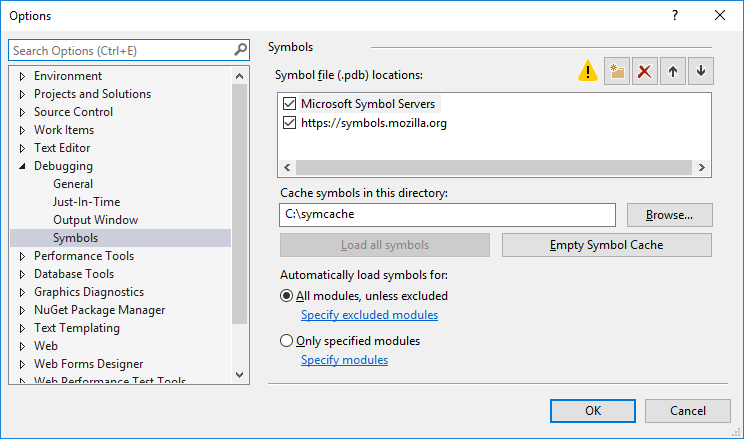 Options
Search Options (Ctrl+E)
Environment
Projects and Solutions
Source Control
Work Items
Text Editor
Debugging
General
Just-In-Time
Output Window
Symbols
Performance Tools
Database Tools
Graphics Diagnostics
NuGet Package Manager
Text Templating
Web
Web Forms Designer
Web Performance Test Tools
Symbols
Symbol file (.pdb) locations:
Microsoft Symbol Servers
https://symbols.mozilla.org
Cache symbols in this directory:
C:\symcache
Browse...
Load all symbols
Empty Symbol Cache
Automatically load symbols for:
All modules, unless excluded
Specify excluded modules
Only specified modules
Specify modules
OK
Cancel